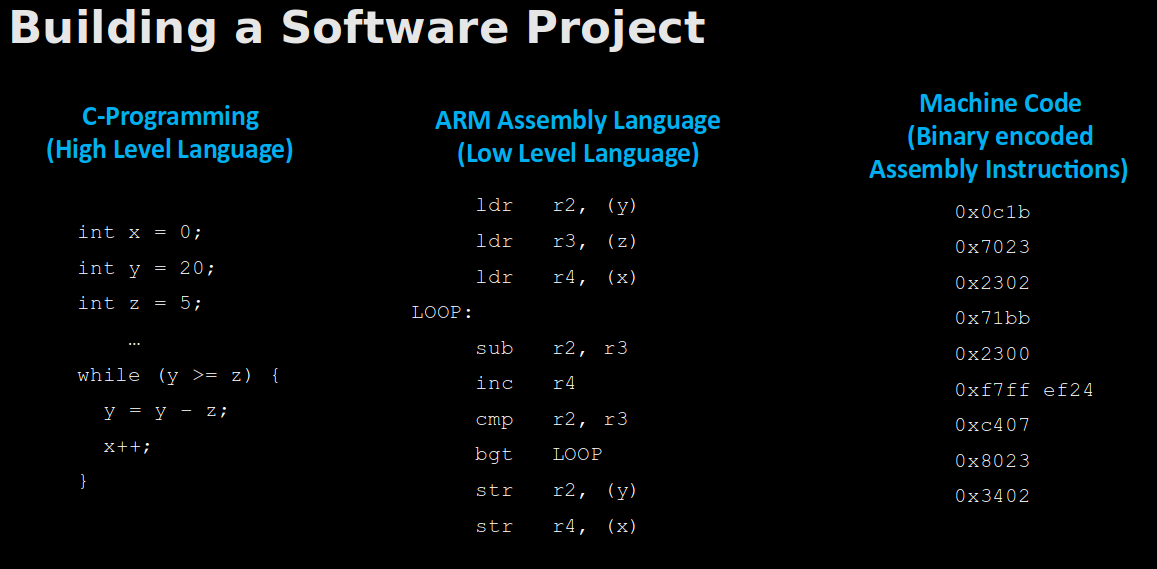 Building a Software Project
C-Programming
(High Level Language)
int x = 0;
int y = 20;
int z = 5;
…
while (y >= z) {
y = y – z;
x++;
}
ARM Assembly Language
(Low Level Language)
ldr r2, (y)
ldr r3, (z)
ldr r4, (x)
LOOP:
sub r2, r3
inc r4
cmp r2, r3
bgt LOOP
str r2, (y)
str r4, (x)
Machine Code
(Binary encoded
Assembly Instructions)
0x0c1b
0x7023
0x2302
0x71bb
0x2300
0xf7ff ef24
0xc407
0x8023
0x3402